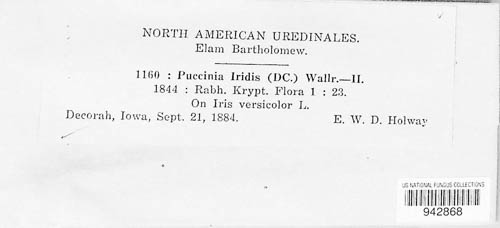 NORTH AMERICAN UREDINALES.
Elam Bartholomew.
1160 : Puccinia Iridis (DC.) Wallr.—II.
1844 : Rabh. Krypt. Flora 1 : 23.
On Iris versicolor L.
Decorah, Iowa, Sept. 21, 1884. E. W. D. Holway
US NATIONAL FUNGUS COLLECTIONS
942868